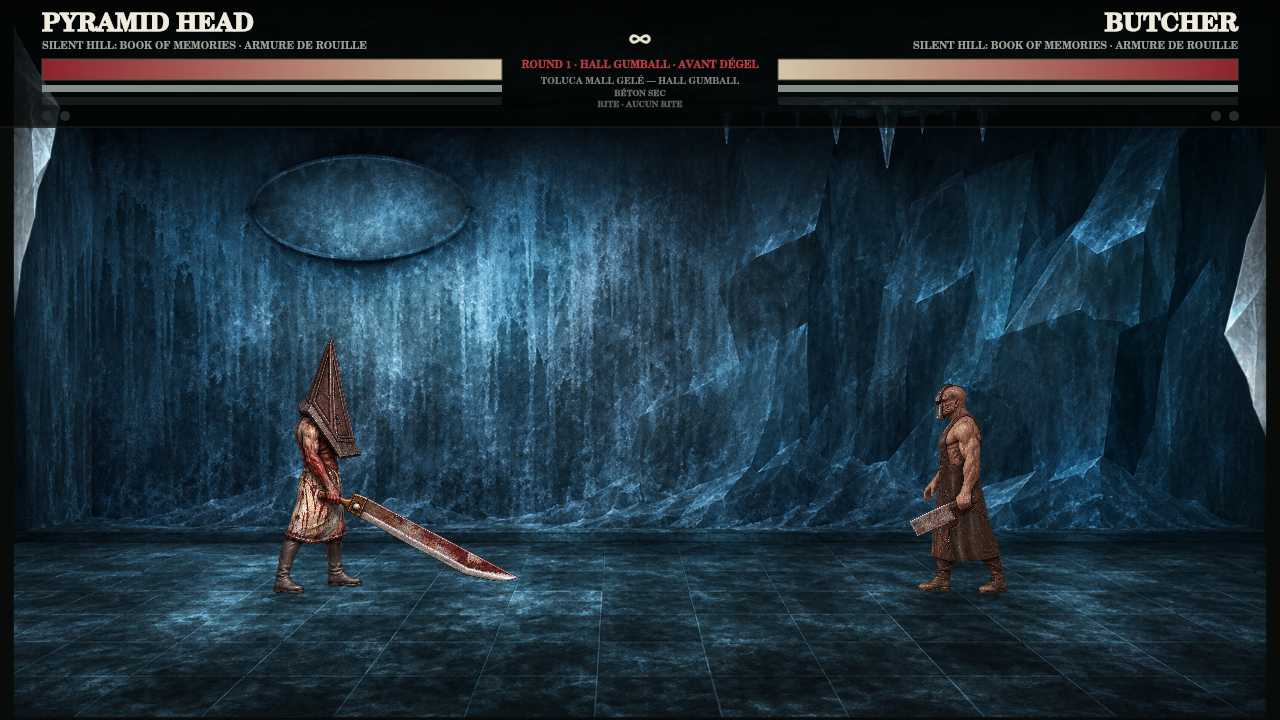 PYRAMID HEAD
SILENT HILL: BOOK OF MEMORIES · ARMURE DE ROUILLE
∞
ROUND 1 · HALL GUMBALL · AVANT DÉGEL
TOLUCA MALL GELÉ — HALL GUMBALL
BÉTON SEC
RITE · AUCUN RITE
BUTCHER
SILENT HILL: BOOK OF MEMORIES · ARMURE DE ROUILLE